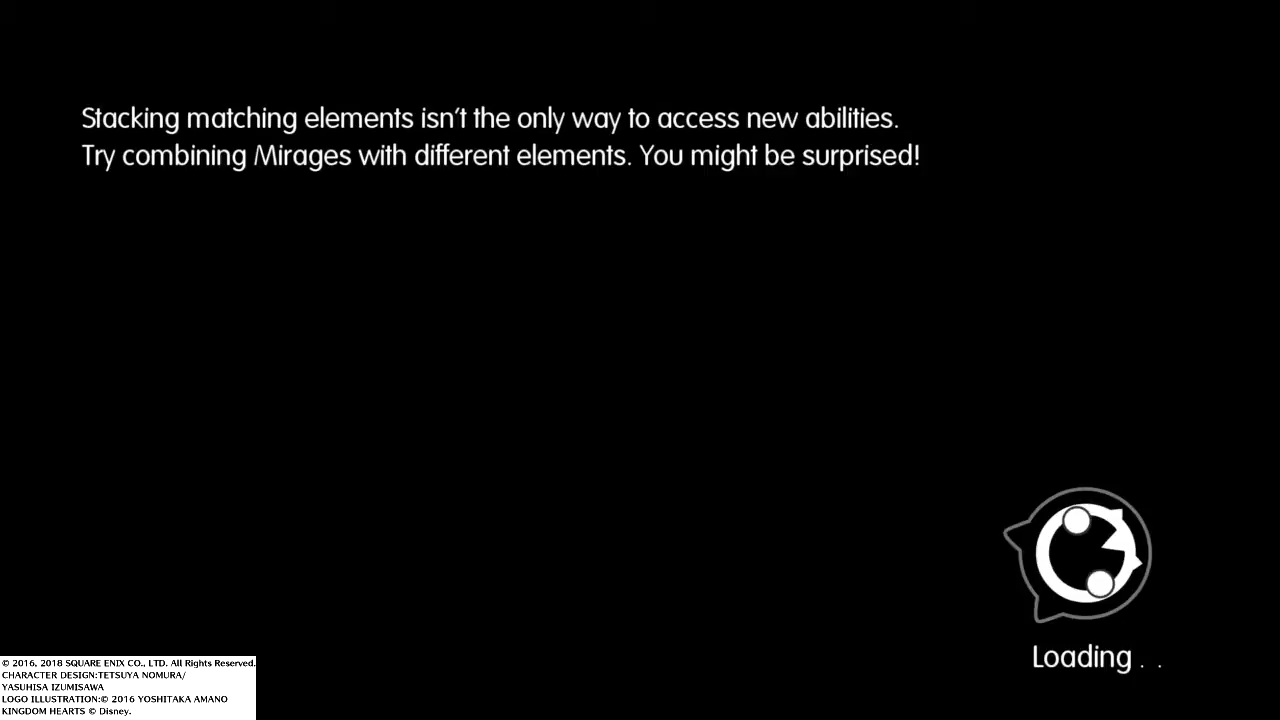 Stacking matching elements isn't the only way to access new abilities.
Try combining Mirages with different elements. You might be surprised!
Loading . .
© 2016, 2018 SQUARE ENIX CO., LTD. All Rights Reserved.
CHARACTER DESIGN:TETSUYA NOMURA/
YASUHISA IZUMISAWA
LOGO ILLUSTRATION:© 2016 YOSHITAKA AMANO
KINGDOM HEARTS © Disney.